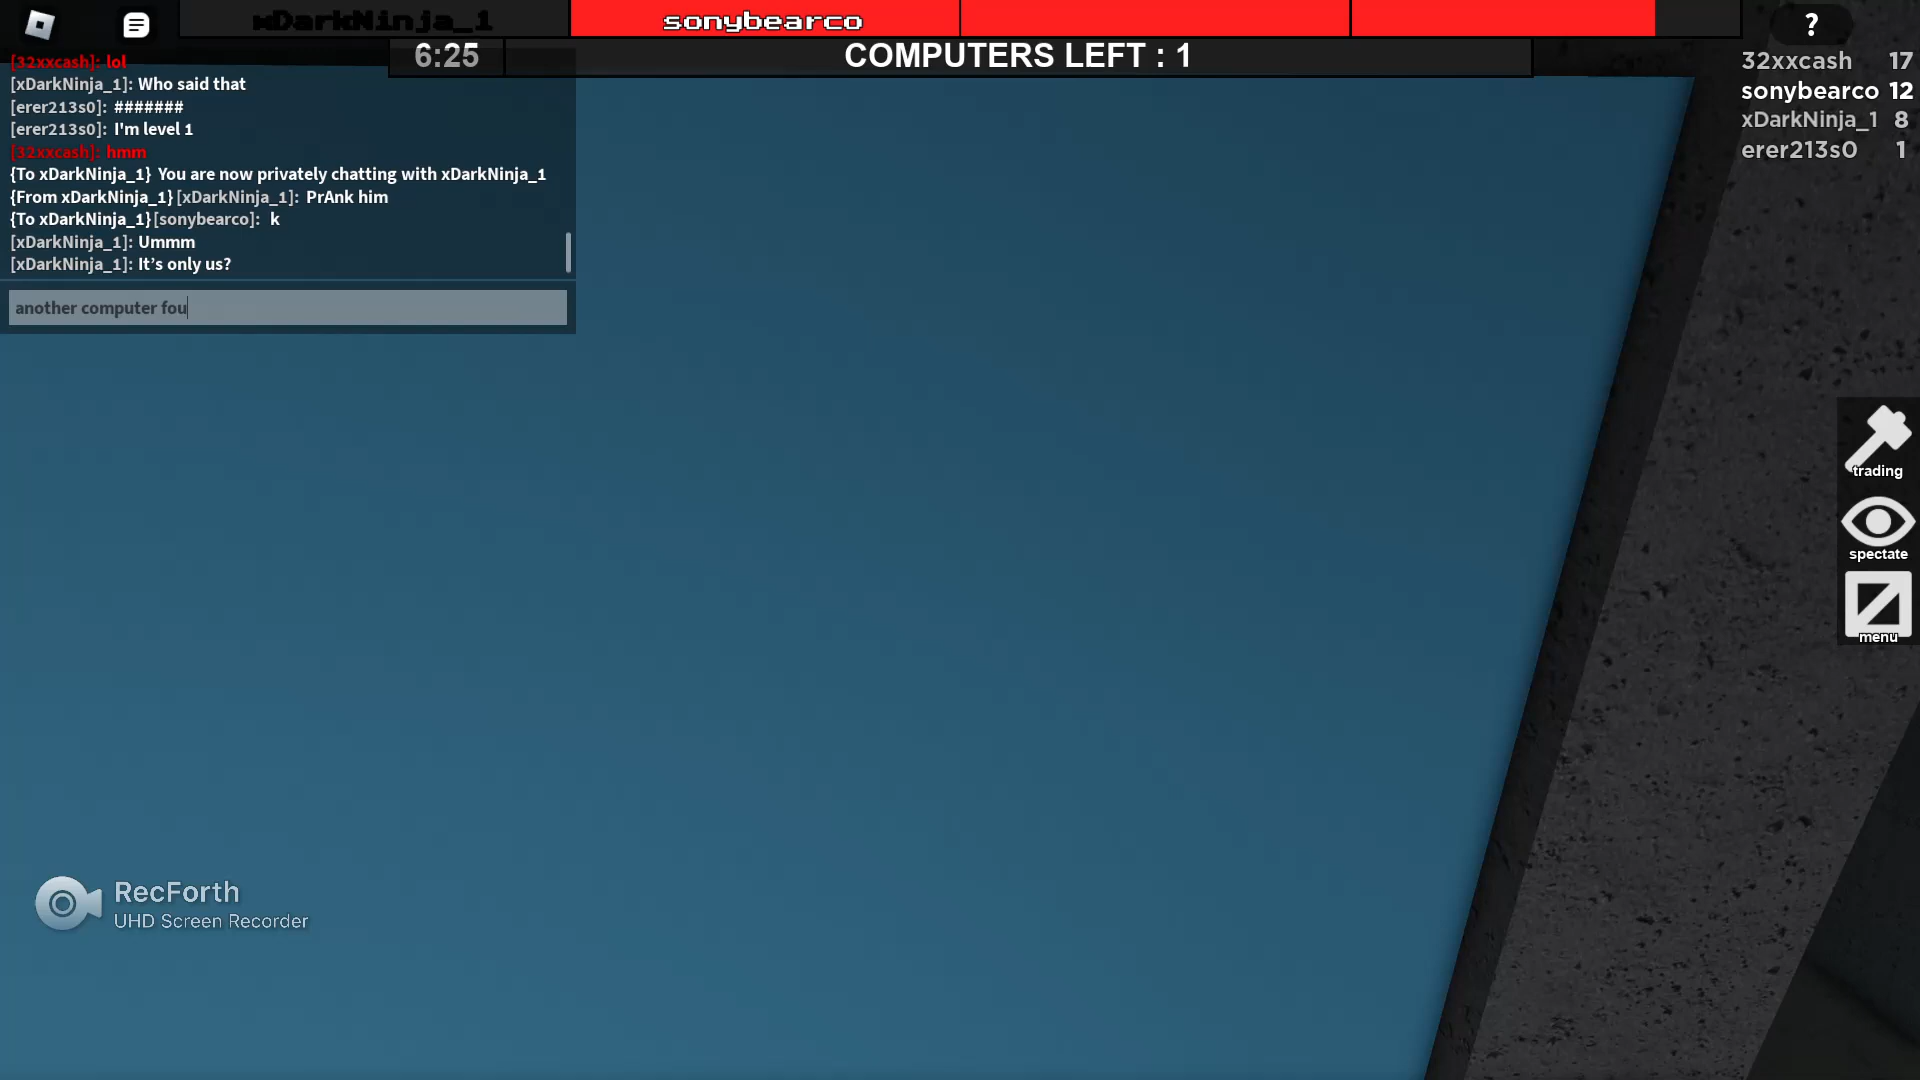 xDarkNinja_1
sonybearco
?
6:25
COMPUTERS LEFT : 1
[32xxcash]: lol
[xDarkNinja_1]: Who said that
[erer213s0]: #######
[erer213s0]: I'm level 1
[32xxcash]: hmm
{To xDarkNinja_1} You are now privately chatting with xDarkNinja_1
{From xDarkNinja_1}[xDarkNinja_1]: PrAnk him
{To xDarkNinja_1}[sonybearco]: k
[xDarkNinja_1]: Ummm
[xDarkNinja_1]: It’s only us?
another computer fou
32xxcash 17
sonybearco 12
xDarkNinja_1 8
erer213s0 1
trading
spectate
menu
RecForth
UHD Screen Recorder